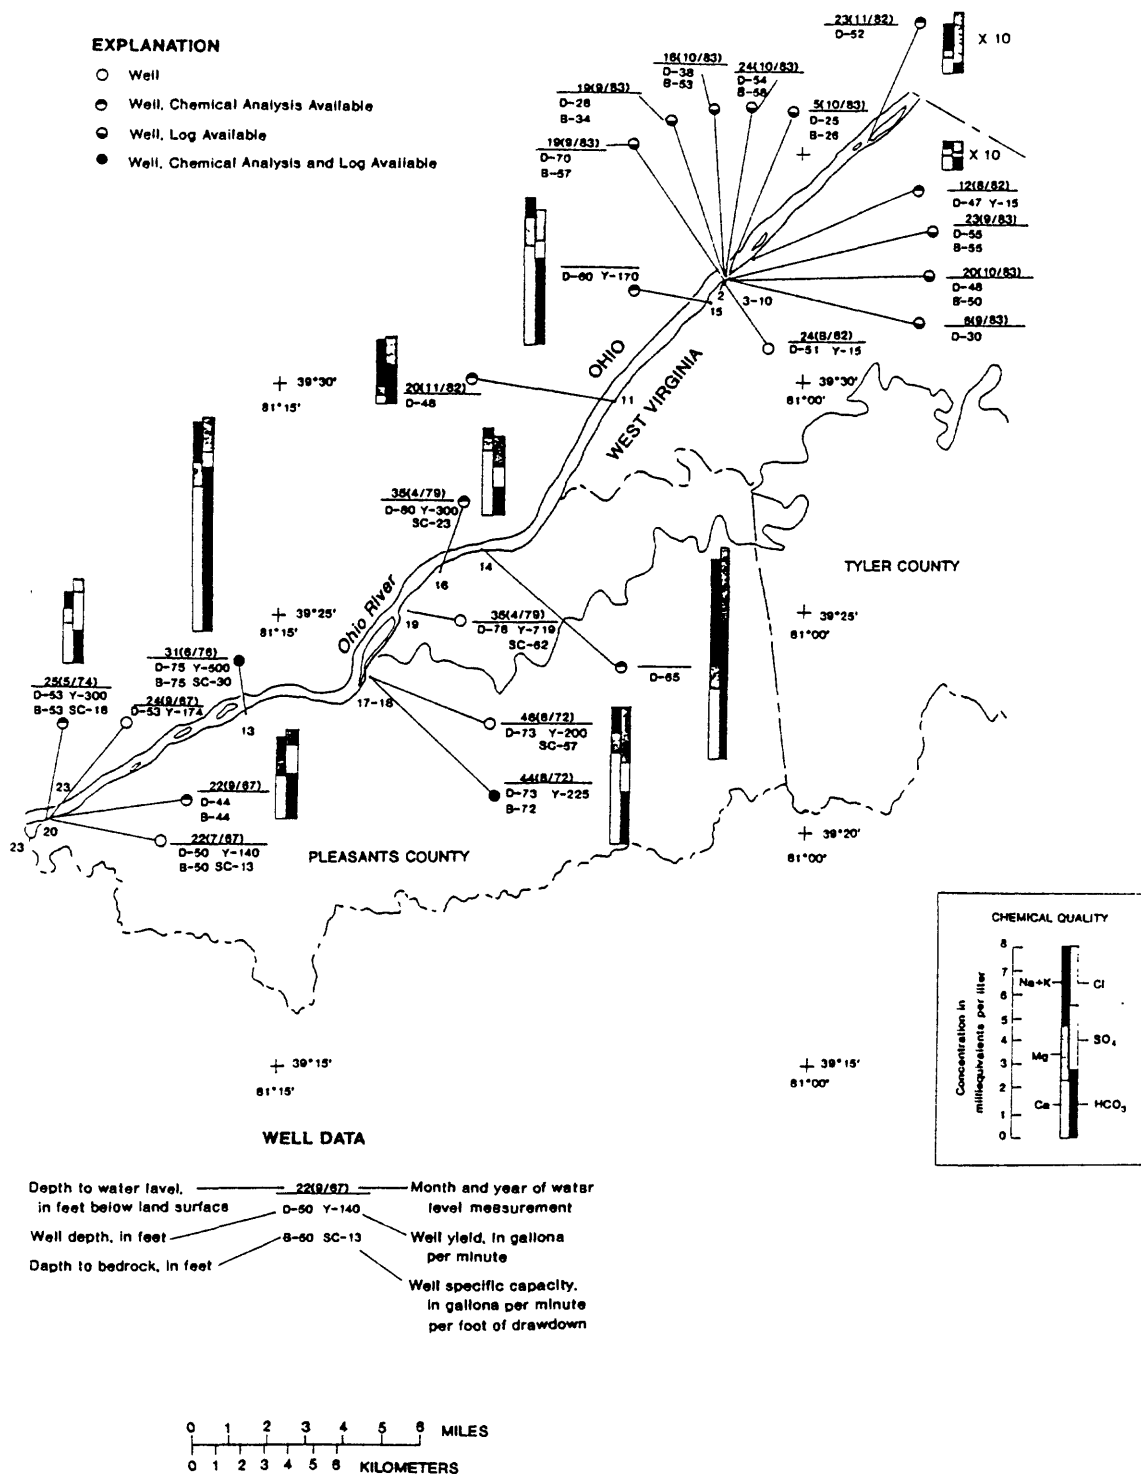 EXPLANATION
Well
Well, Chemical Analysis Available
Well, Log Available
Well, Chemical Analysis and Log Available
23(11/82)
D-52
X 10
16(10/83)
D-38
B-53
24(10/83)
D-54
B-58
19(9/83)
D-28
B-34
5(10/83)
D-25
B-26
19(9/83)
D-70
B-57
X 10
12(8/82)
D-47 Y-15
23(9/83)
D-55
B-55
D-60 Y-170
20(10/83)
D-48
B-50
2
3-10
15
6(9/83)
D-30
24(8/82)
D-51 Y-15
OHIO
WEST VIRGINIA
39°30'
81°15'
20(11/82)
D-48
11
39°30'
81°00'
35(4/79)
D-80 Y-300
SC-23
14
16
TYLER COUNTY
Ohio River
39°25'
81°15'
19
35(4/79)
D-78 Y-719
SC-62
39°25'
81°00'
D-65
31(6/76)
D-75 Y-500
B-75 SC-30
25(5/74)
D-53 Y-300
B-53 SC-18
24(9/67)
D-53 Y-174
17-18
13
46(8/72)
D-73 Y-200
SC-57
44(8/72)
D-73 Y-225
B-72
23
22(9/67)
D-44
B-44
20
23
22(7/67)
D-50 Y-140
B-50 SC-13
PLEASANTS COUNTY
39°20'
81°00'
CHEMICAL QUALITY
Concentration in
milliequivalents per liter
8
7
6
5
4
3
2
1
0
Na+K
Cl
Mg
SO4
Ca
HCO3
39°15'
81°15'
39°15'
81°00'
WELL DATA
Depth to water level,
in feet below land surface
22(9/67)
Month and year of water
level measurement
D-50 Y-140
Well depth, in feet
B-50 SC-13
Well yield, in gallons
per minute
Depth to bedrock, in feet
Well specific capacity,
in gallons per minute
per foot of drawdown
0 1 2 3 4 5 6 MILES
0 1 2 3 4 5 6 KILOMETERS